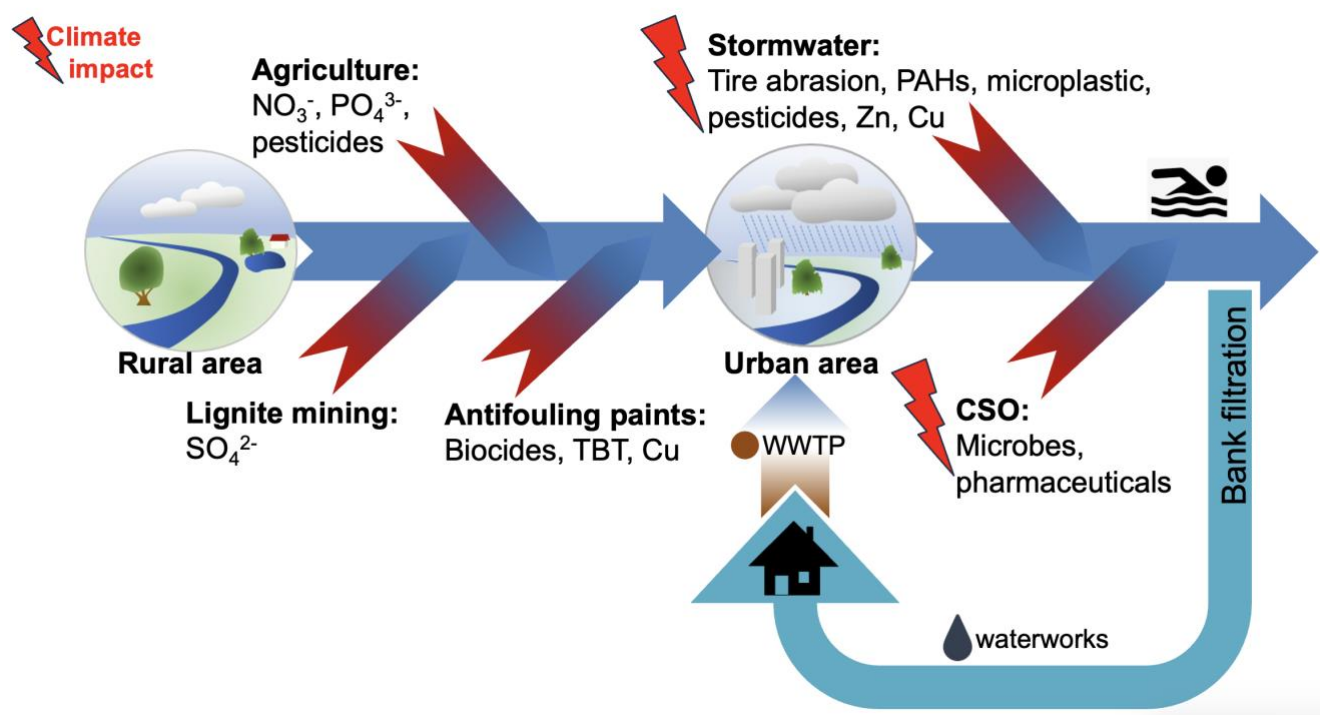 Climate
impact
Agriculture:
NO₃⁻, PO₄³⁻,
pesticides
Stormwater:
Tire abrasion, PAHs, microplastic,
pesticides, Zn, Cu
Rural area
Urban area
Lignite mining:
SO₄²⁻
Antifouling paints:
Biocides, TBT, Cu
WWTP
CSO:
Microbes,
pharmaceuticals
Bank filtration
waterworks